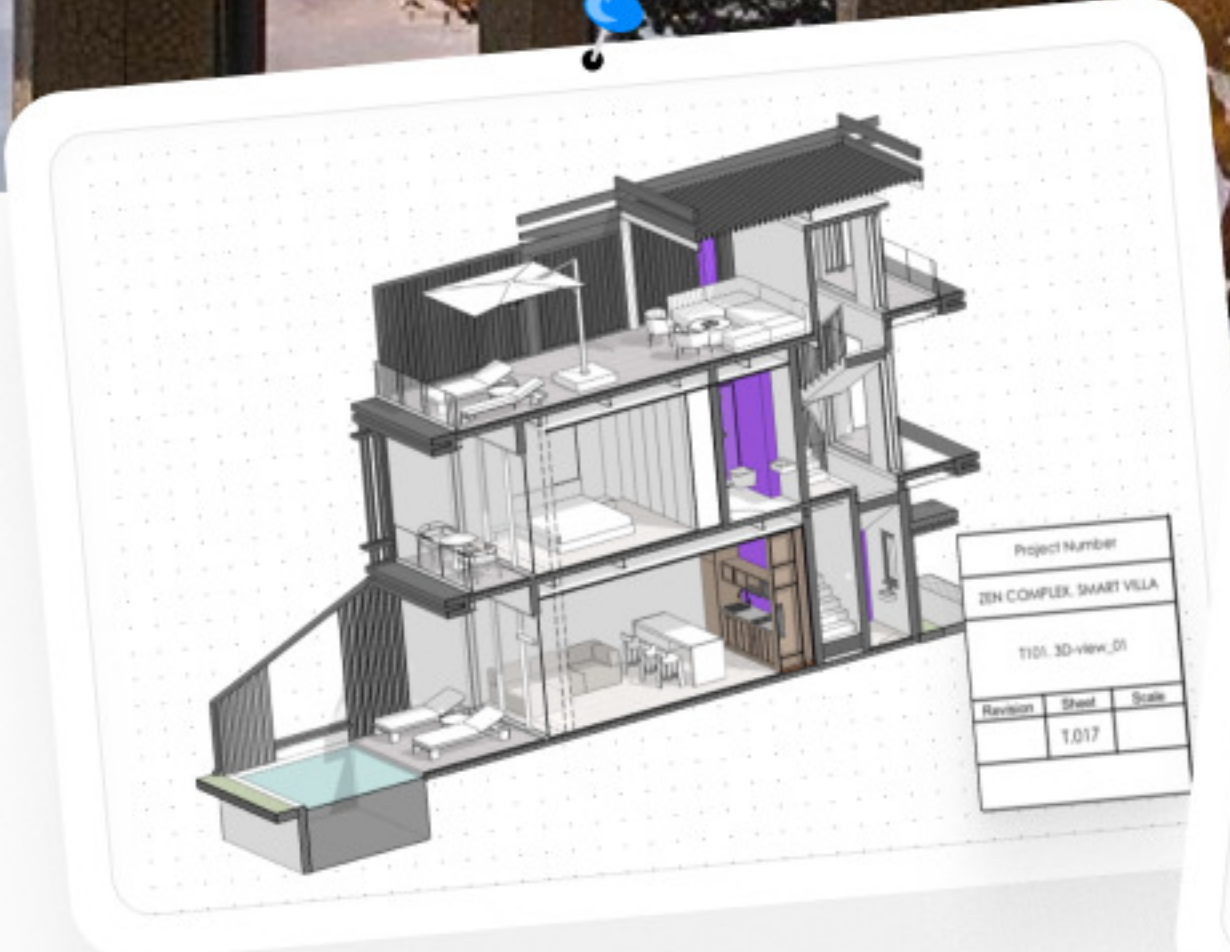 Project Number
ZEN COMPLEX. SMART VILLA
T101. 3D-view_01
Revision Sheet Scale
T.017